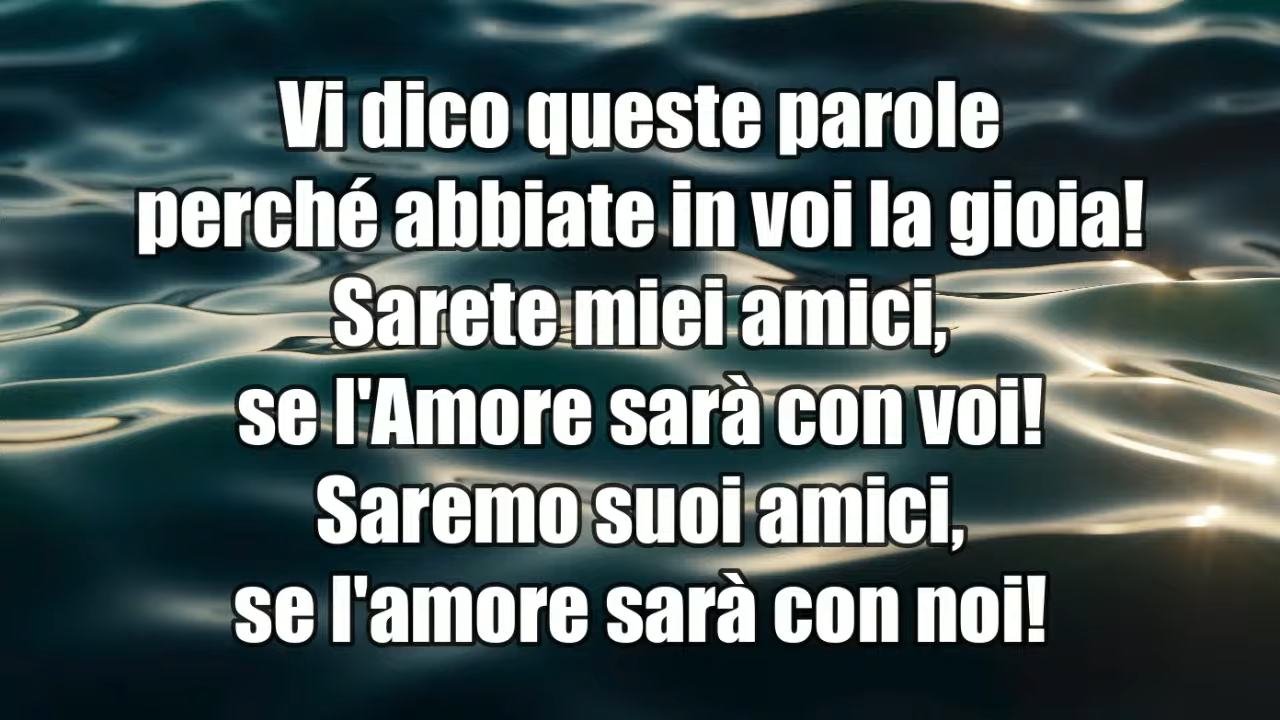 Vi dico queste parole
perché abbiate in voi la gioia!
Sarete miei amici,
se l'Amore sarà con voi!
Saremo suoi amici,
se l'amore sarà con noi!